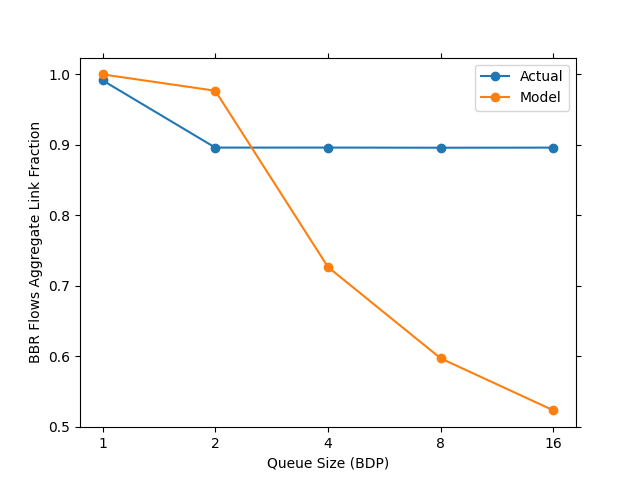 Actual
Model
1.0
0.9
0.8
0.7
0.6
0.5
BBR Flows Aggregate Link Fraction
1 2 4 8 16
Queue Size (BDP)